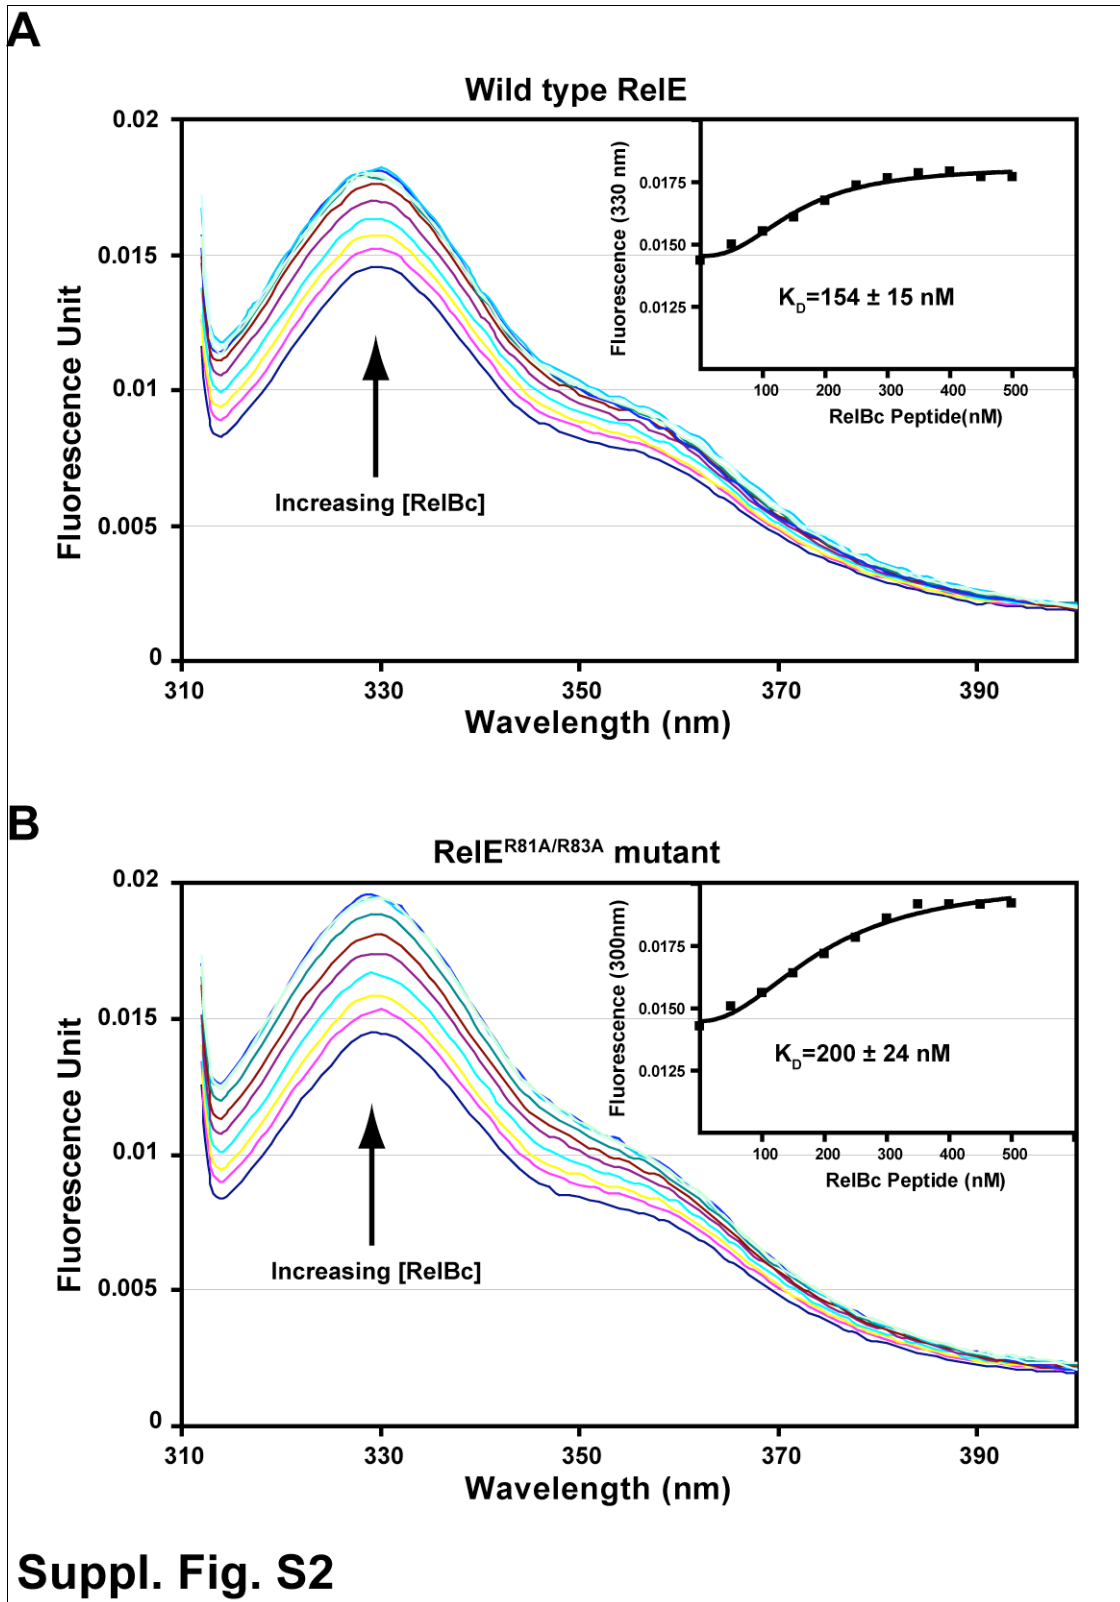 A
Wild type RelE
Fluorescence Unit
0.02
0.015
0.01
0.005
0
310 330 350 370 390
Wavelength (nm)
Increasing [RelBc]
Fluorescence (330 nm)
0.0175
0.0150
0.0125
K_D=154 ± 15 nM
100 200 300 400 500
RelBc Peptide(nM)
B
RelE^R81A/R83A mutant
Fluorescence Unit
0.02
0.015
0.01
0.005
0
310 330 350 370 390
Wavelength (nm)
Increasing [RelBc]
Fluorescence (300nm)
0.0175
0.0150
0.0125
K_D=200 ± 24 nM
100 200 300 400 500
RelBc Peptide (nM)
Suppl. Fig. S2